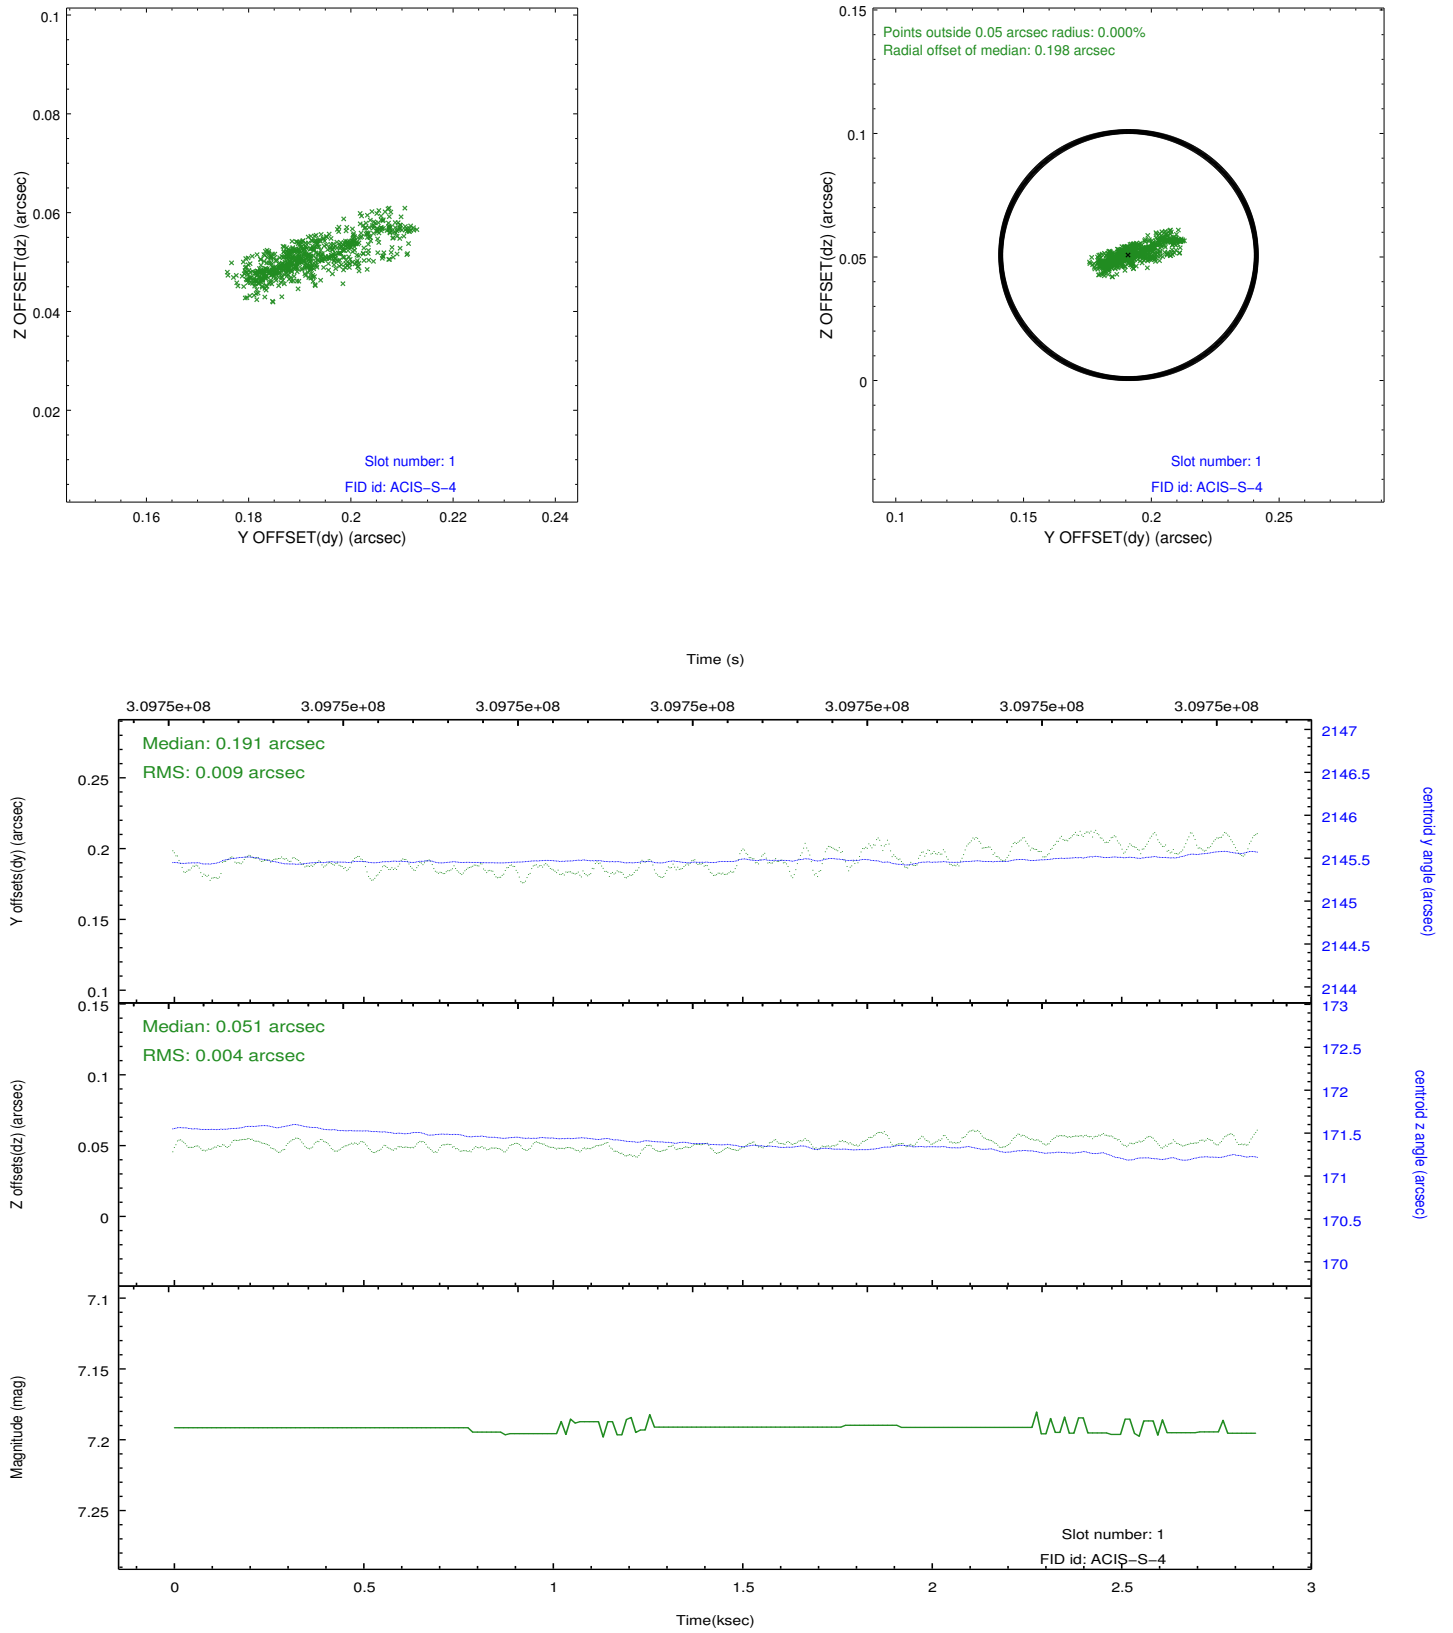 0.1
0.08
0.06
0.04
0.02
Z OFFSET(dz) (arcsec)
Slot number: 1
FID id: ACIS−S−4
0.16
0.18
0.2
0.22
0.24
Y OFFSET(dy) (arcsec)
0.15
0.1
0.05
0
Z OFFSET(dz) (arcsec)
Points outside 0.05 arcsec radius: 0.000%
Radial offset of median: 0.198 arcsec
Slot number: 1
FID id: ACIS−S−4
0.1
0.15
0.2
0.25
Y OFFSET(dy) (arcsec)
Time (s)
3.0975e+08
3.0975e+08
3.0975e+08
3.0975e+08
3.0975e+08
3.0975e+08
3.0975e+08
Median: 0.191 arcsec
RMS: 0.009 arcsec
0.25
0.2
0.15
0.1
Y offsets(dy) (arcsec)
2147
2146.5
2146
2145.5
2145
2144.5
2144
centroid y angle (arcsec)
Median: 0.051 arcsec
RMS: 0.004 arcsec
0.15
0.1
0.05
0
Z offsets(dz) (arcsec)
173
172.5
172
171.5
171
170.5
170
centroid z angle (arcsec)
7.1
7.15
7.2
7.25
Magnitude (mag)
Slot number: 1
FID id: ACIS−S−4
0
0.5
1
1.5
2
2.5
3
Time(ksec)